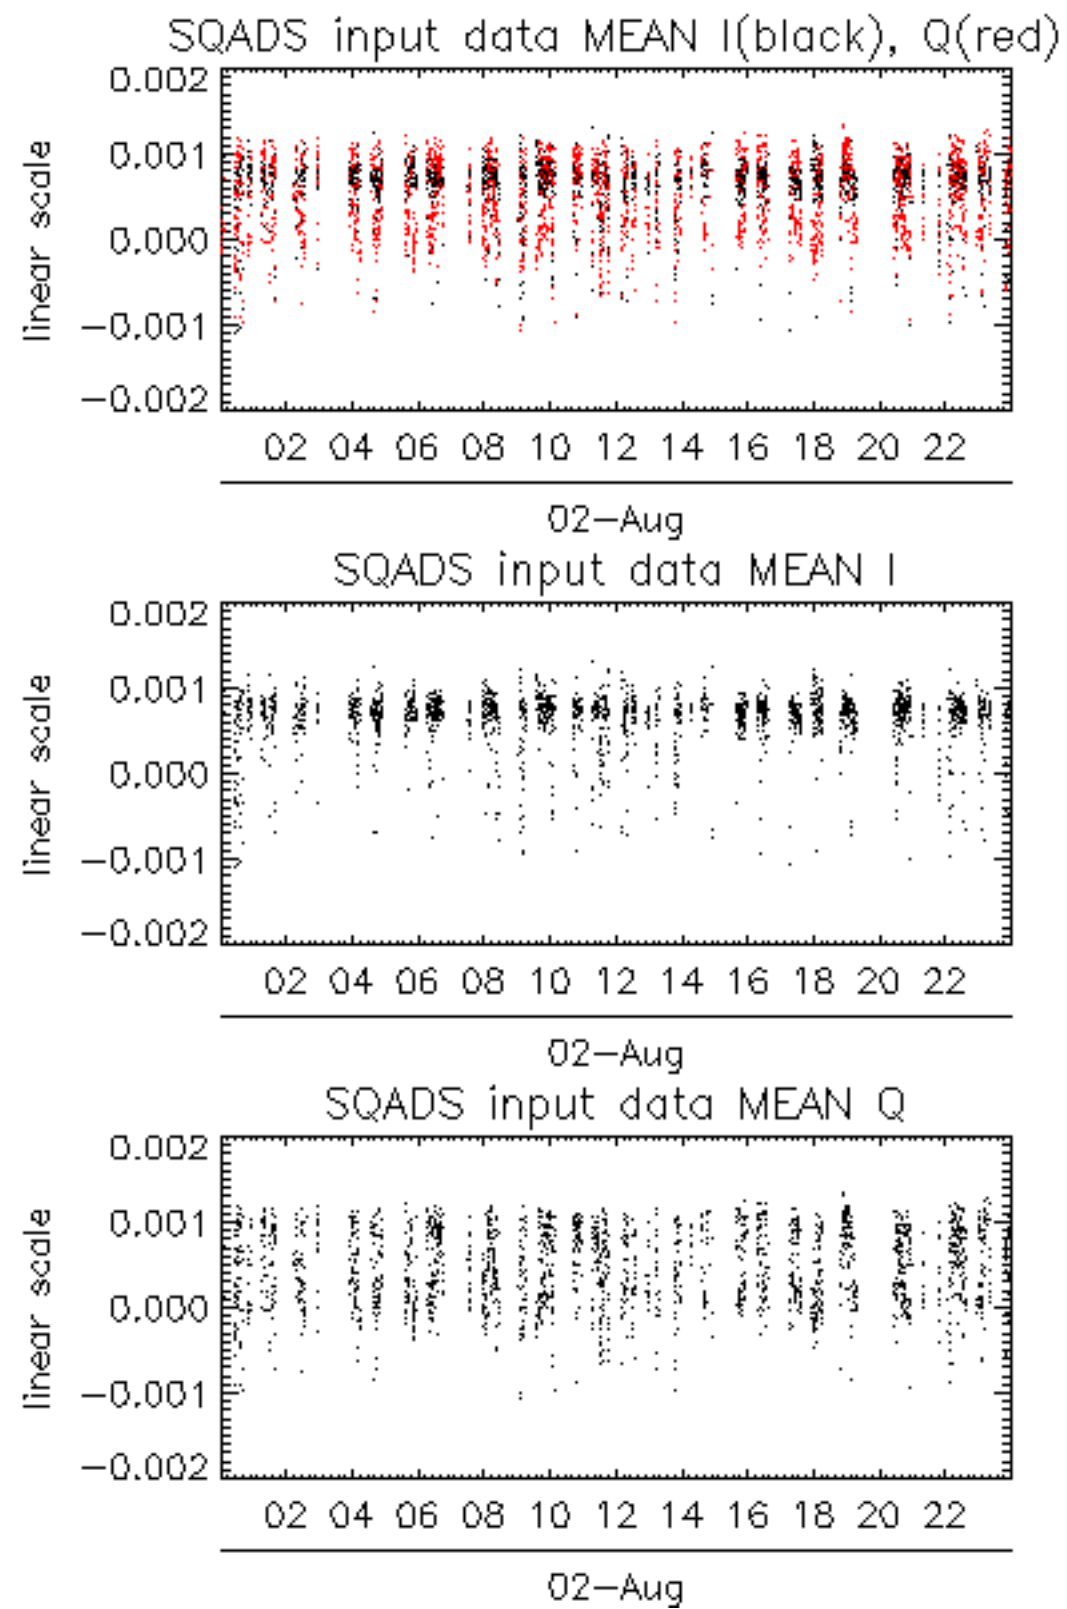 SQADS input data MEAN I(black), Q(red)
0.002
0.001
0.000
−0.001
−0.002
linear scale
02 04 06 08 10 12 14 16 18 20 22
02−Aug
SQADS input data MEAN I
0.002
0.001
0.000
−0.001
−0.002
linear scale
02 04 06 08 10 12 14 16 18 20 22
02−Aug
SQADS input data MEAN Q
0.002
0.001
0.000
−0.001
−0.002
linear scale
02 04 06 08 10 12 14 16 18 20 22
02−Aug